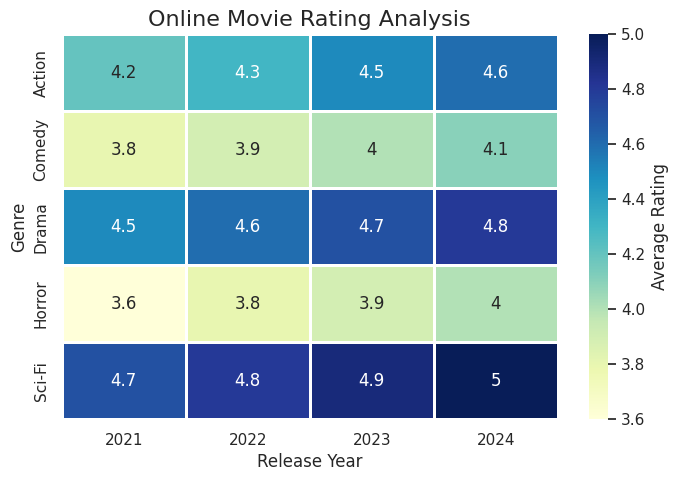 Online Movie Rating Analysis
Genre
Action 4.2 4.3 4.5 4.6
Comedy 3.8 3.9 4 4.1
Drama 4.5 4.6 4.7 4.8
Horror 3.6 3.8 3.9 4
Sci-Fi 4.7 4.8 4.9 5
2021 2022 2023 2024
Release Year
5.0
4.8
4.6
4.4
4.2
4.0
3.8
3.6
Average Rating